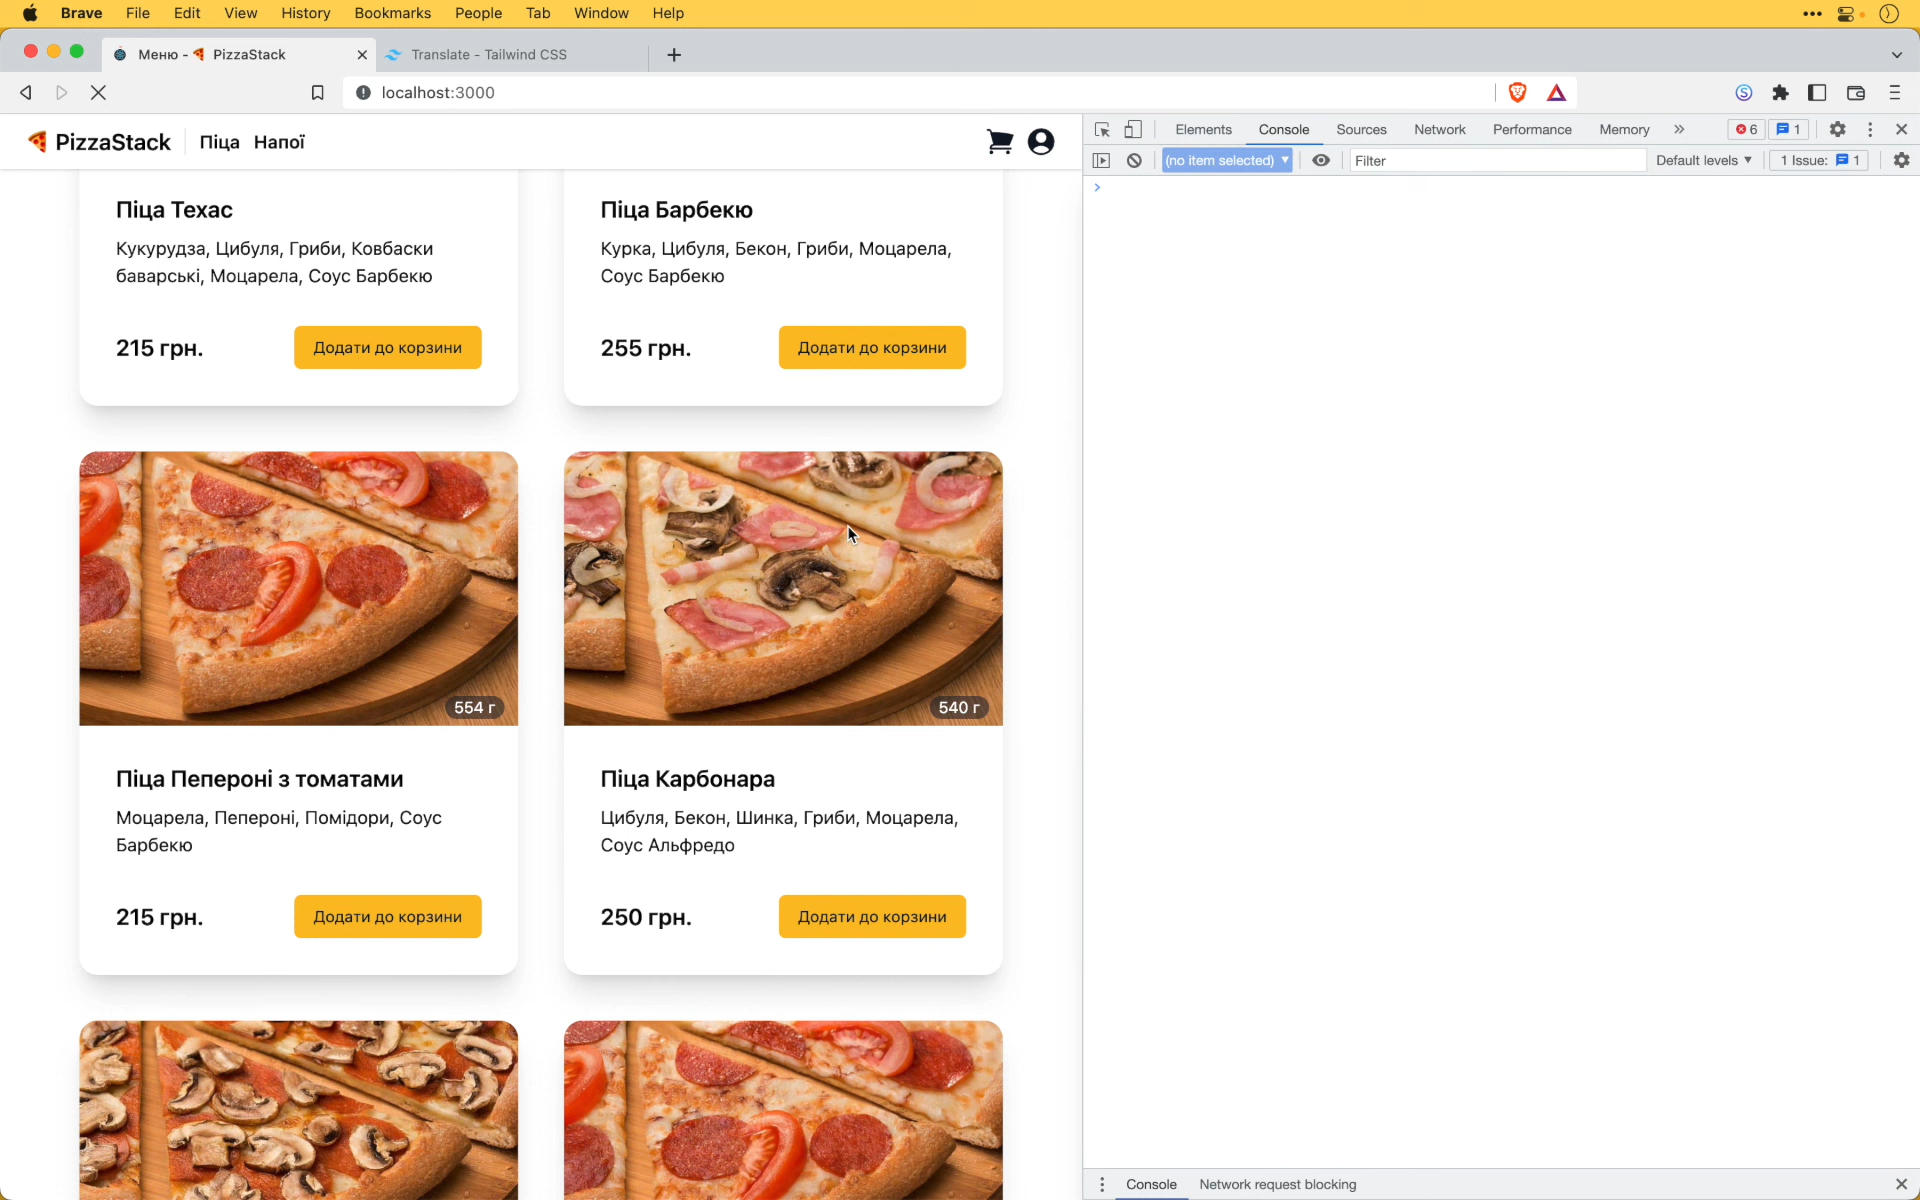 Brave File Edit View History Bookmarks People Tab Window Help
Меню - 🍕 PizzaStack
Translate - Tailwind CSS
localhost:3000
PizzaStack Піца Напої
Elements Console Sources Network Performance Memory 6 1
(no item selected) Filter Default levels 1 Issue: 1
Піца Техас
Кукурудза, Цибуля, Гриби, Ковбаски
баварські, Моцарела, Соус Барбекю
215 грн. Додати до корзини
Піца Барбекю
Курка, Цибуля, Бекон, Гриби, Моцарела,
Соус Барбекю
255 грн. Додати до корзини
554 г
Піца Пепероні з томатами
Моцарела, Пепероні, Помідори, Соус
Барбекю
215 грн. Додати до корзини
540 г
Піца Карбонара
Цибуля, Бекон, Шинка, Гриби, Моцарела,
Соус Альфредо
250 грн. Додати до корзини
Console Network request blocking